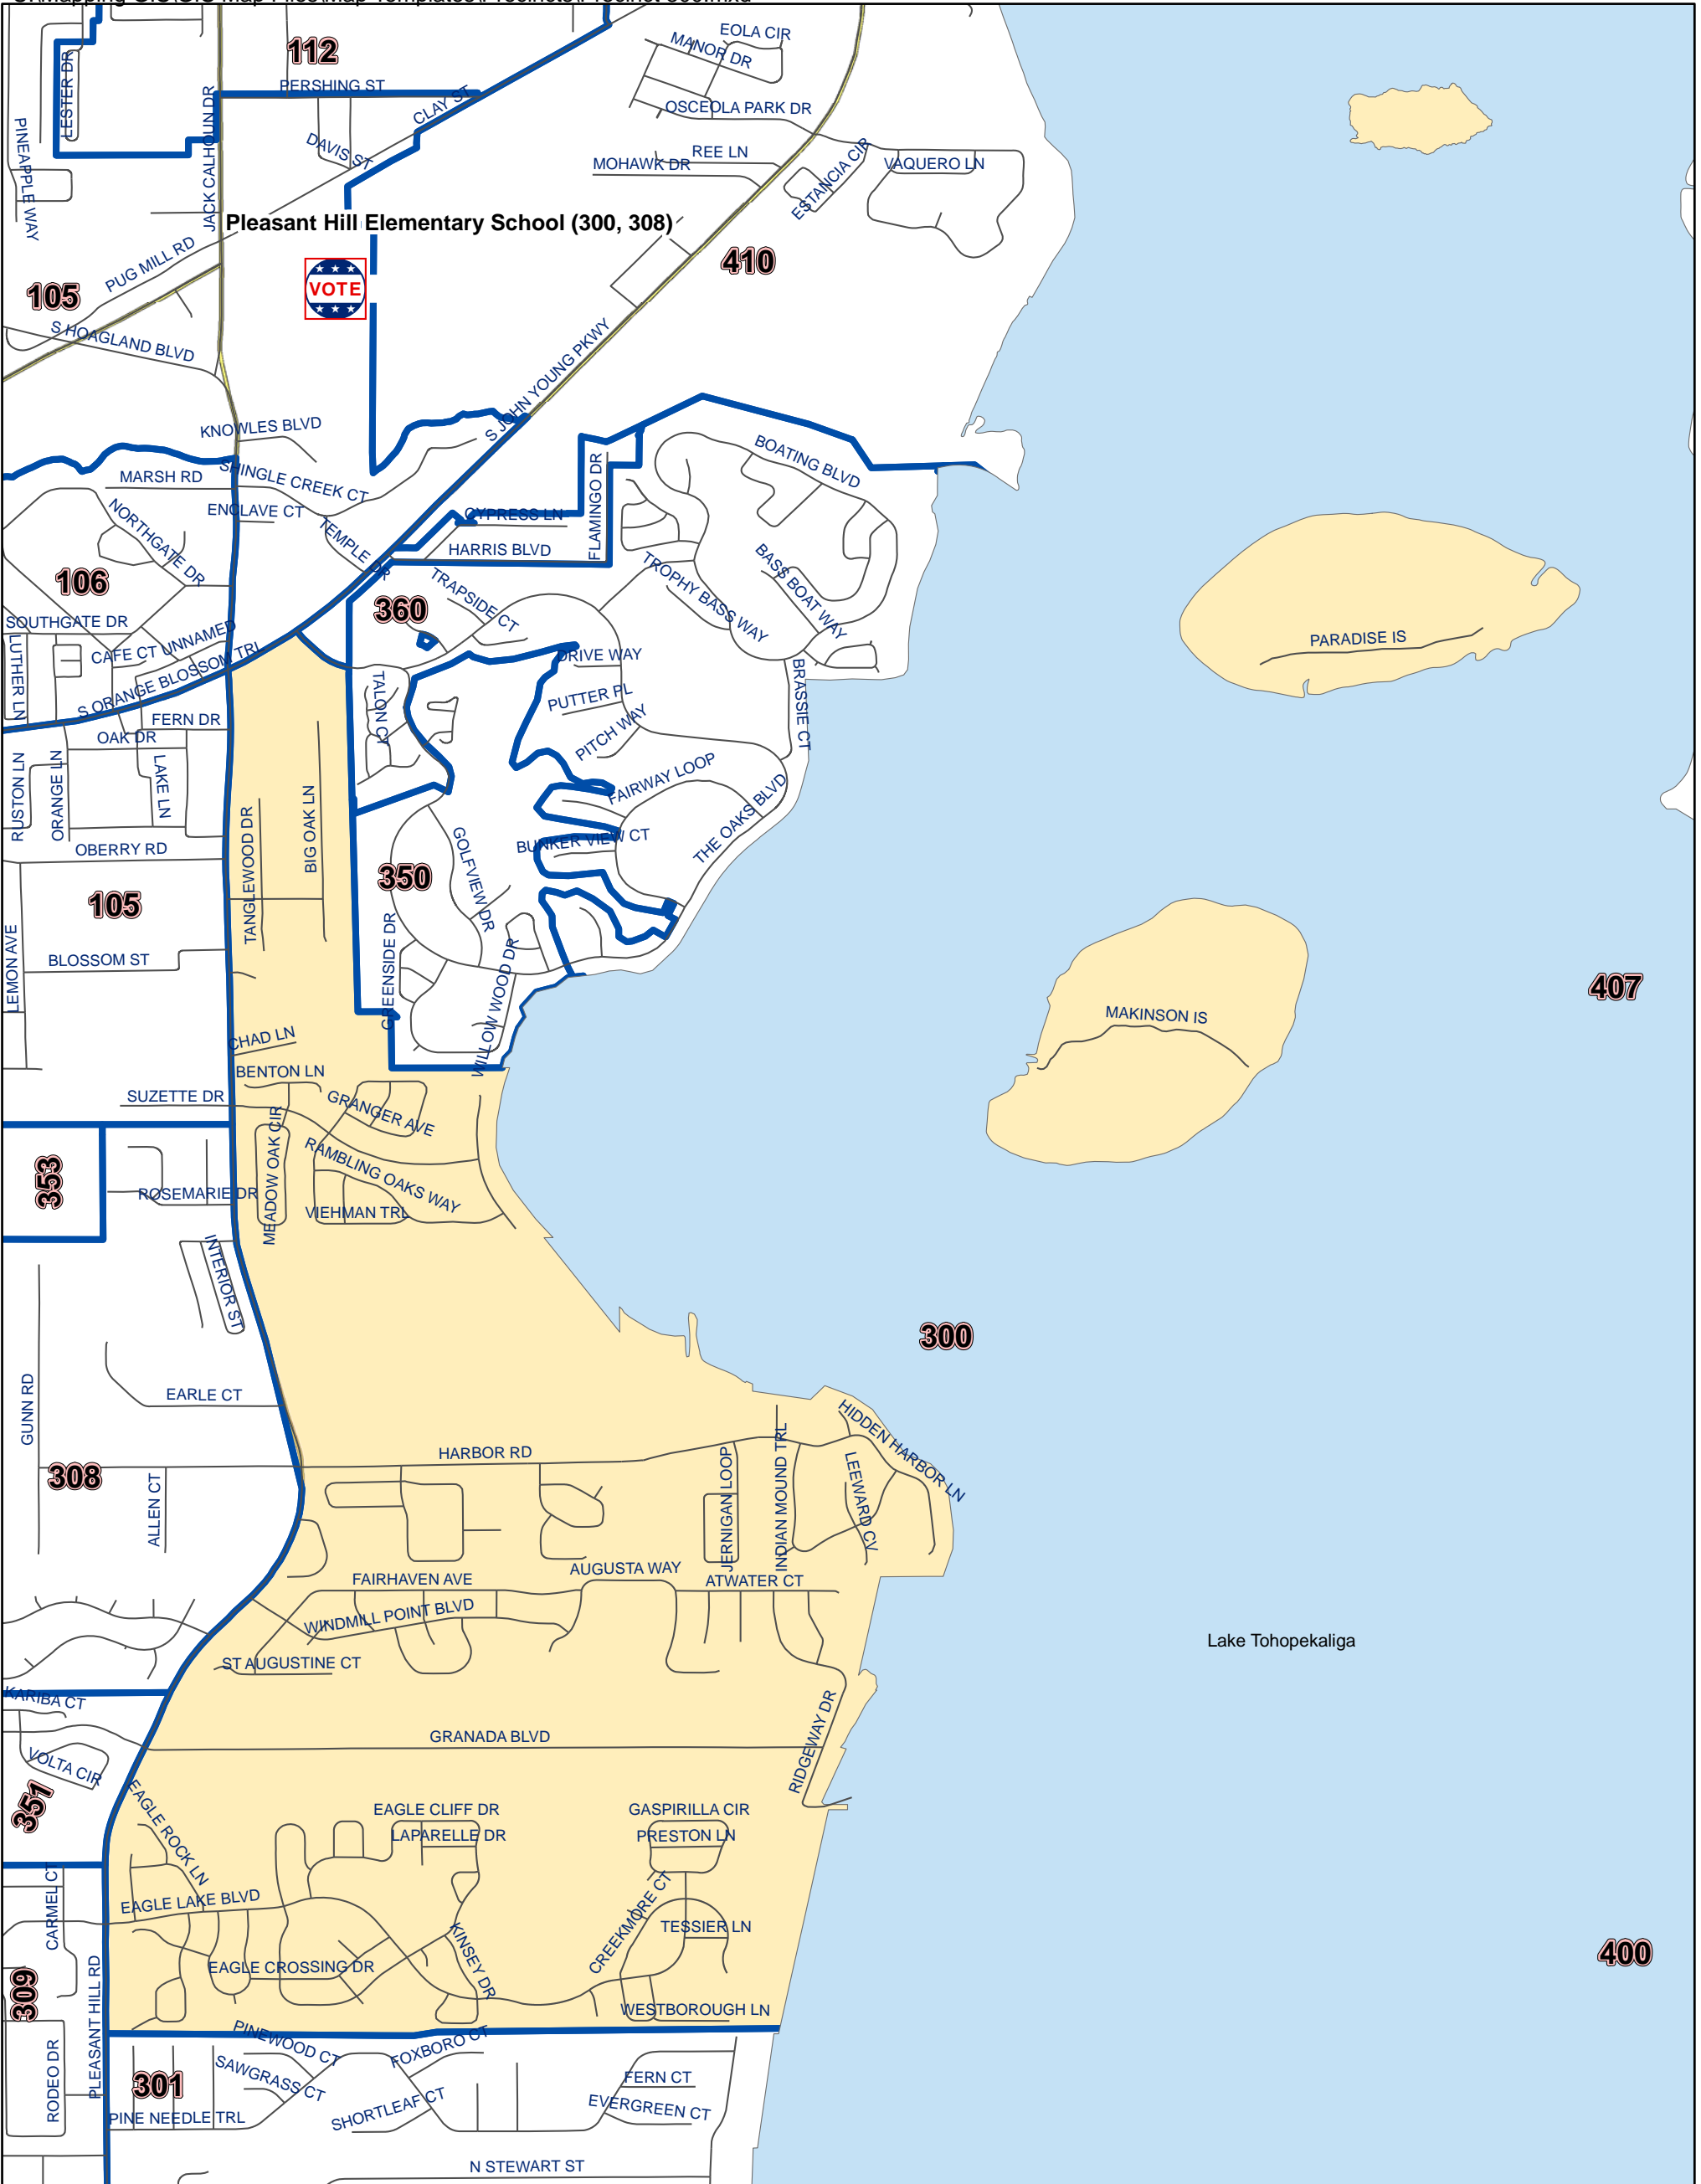 112
EOLA CIR
MANOR DR
LESTER DR
PERSHING ST
CLAY ST
OSCEOLA PARK DR
JACK CALHOUN DR
PINEAPPLE WAY
DAVIS ST
REE LN
MOHAWK DR
ESTANCIA CIR
VAQUERO LN
Pleasant Hill Elementary School (300, 308)
PUG MILL RD
410
VOTE
105
S HOAGLAND BLVD
S JOHN YOUNG PKWY
KNOWLES BLVD
BOATING BLVD
MARSH RD
SHINGLE CREEK CT
FLAMINGO DR
ENCLAVE CT
CYPRESS LN
NORTHGATE DR
TEMPLE DR
HARRIS BLVD
106
TRAPSIDE CT
TROPHY BASS WAY
BASS BOAT WAY
360
SOUTHGATE DR
CAFE CT UNNAMED
PARADISE IS
LUTHER LN
S ORANGE BLOSSOM TRL
DRIVE WAY
BRASSIE CT
TALON CT
PUTTER PL
FERN DR
PITCH WAY
OAK DR
RUSTON LN
ORANGE LN
LAKE LN
FAIRWAY LOOP
TANGLEWOOD DR
BIG OAK LN
THE OAKS BLVD
OBERRY RD
GOLFVIEW DR
BUNKER VIEW CT
350
105
LEMON AVE
BLOSSOM ST
GREENSIDE DR
WILLOW WOOD DR
407
MAKINSON IS
CHAD LN
BENTON LN
SUZETTE DR
GRANGER AVE
MEADOW OAK CIR
RAMBLING OAKS WAY
353
ROSEMARIE DR
VIEHMAN TRL
INTERIOR ST
300
GUNN RD
EARLE CT
HIDDEN HARBOR LN
HARBOR RD
308
ALLEN CT
JERNIGAN LOOP
INDIAN MOUND TRL
LEEWARD CV
AUGUSTA WAY
FAIRHAVEN AVE
ATWATER CT
WINDMILL POINT BLVD
Lake Tohopekaliga
ST AUGUSTINE CT
KARIBA CT
RIDGEWAY DR
GRANADA BLVD
VOLTA CIR
351
EAGLE ROCK LN
EAGLE CLIFF DR
GASPIRILLA CIR
LAPARELLE DR
PRESTON LN
CARMEL CT
EAGLE LAKE BLVD
CREEKMORE CT
TESSIER LN
KINSEY DR
400
EAGLE CROSSING DR
309
PLEASANT HILL RD
WESTBOROUGH LN
PINEWOOD CT
FOXBORO CT
RODEO DR
SAWGRASS CT
301
FERN CT
SHORTLEAF CT
EVERGREEN CT
PINE NEEDLE TRL
N STEWART ST